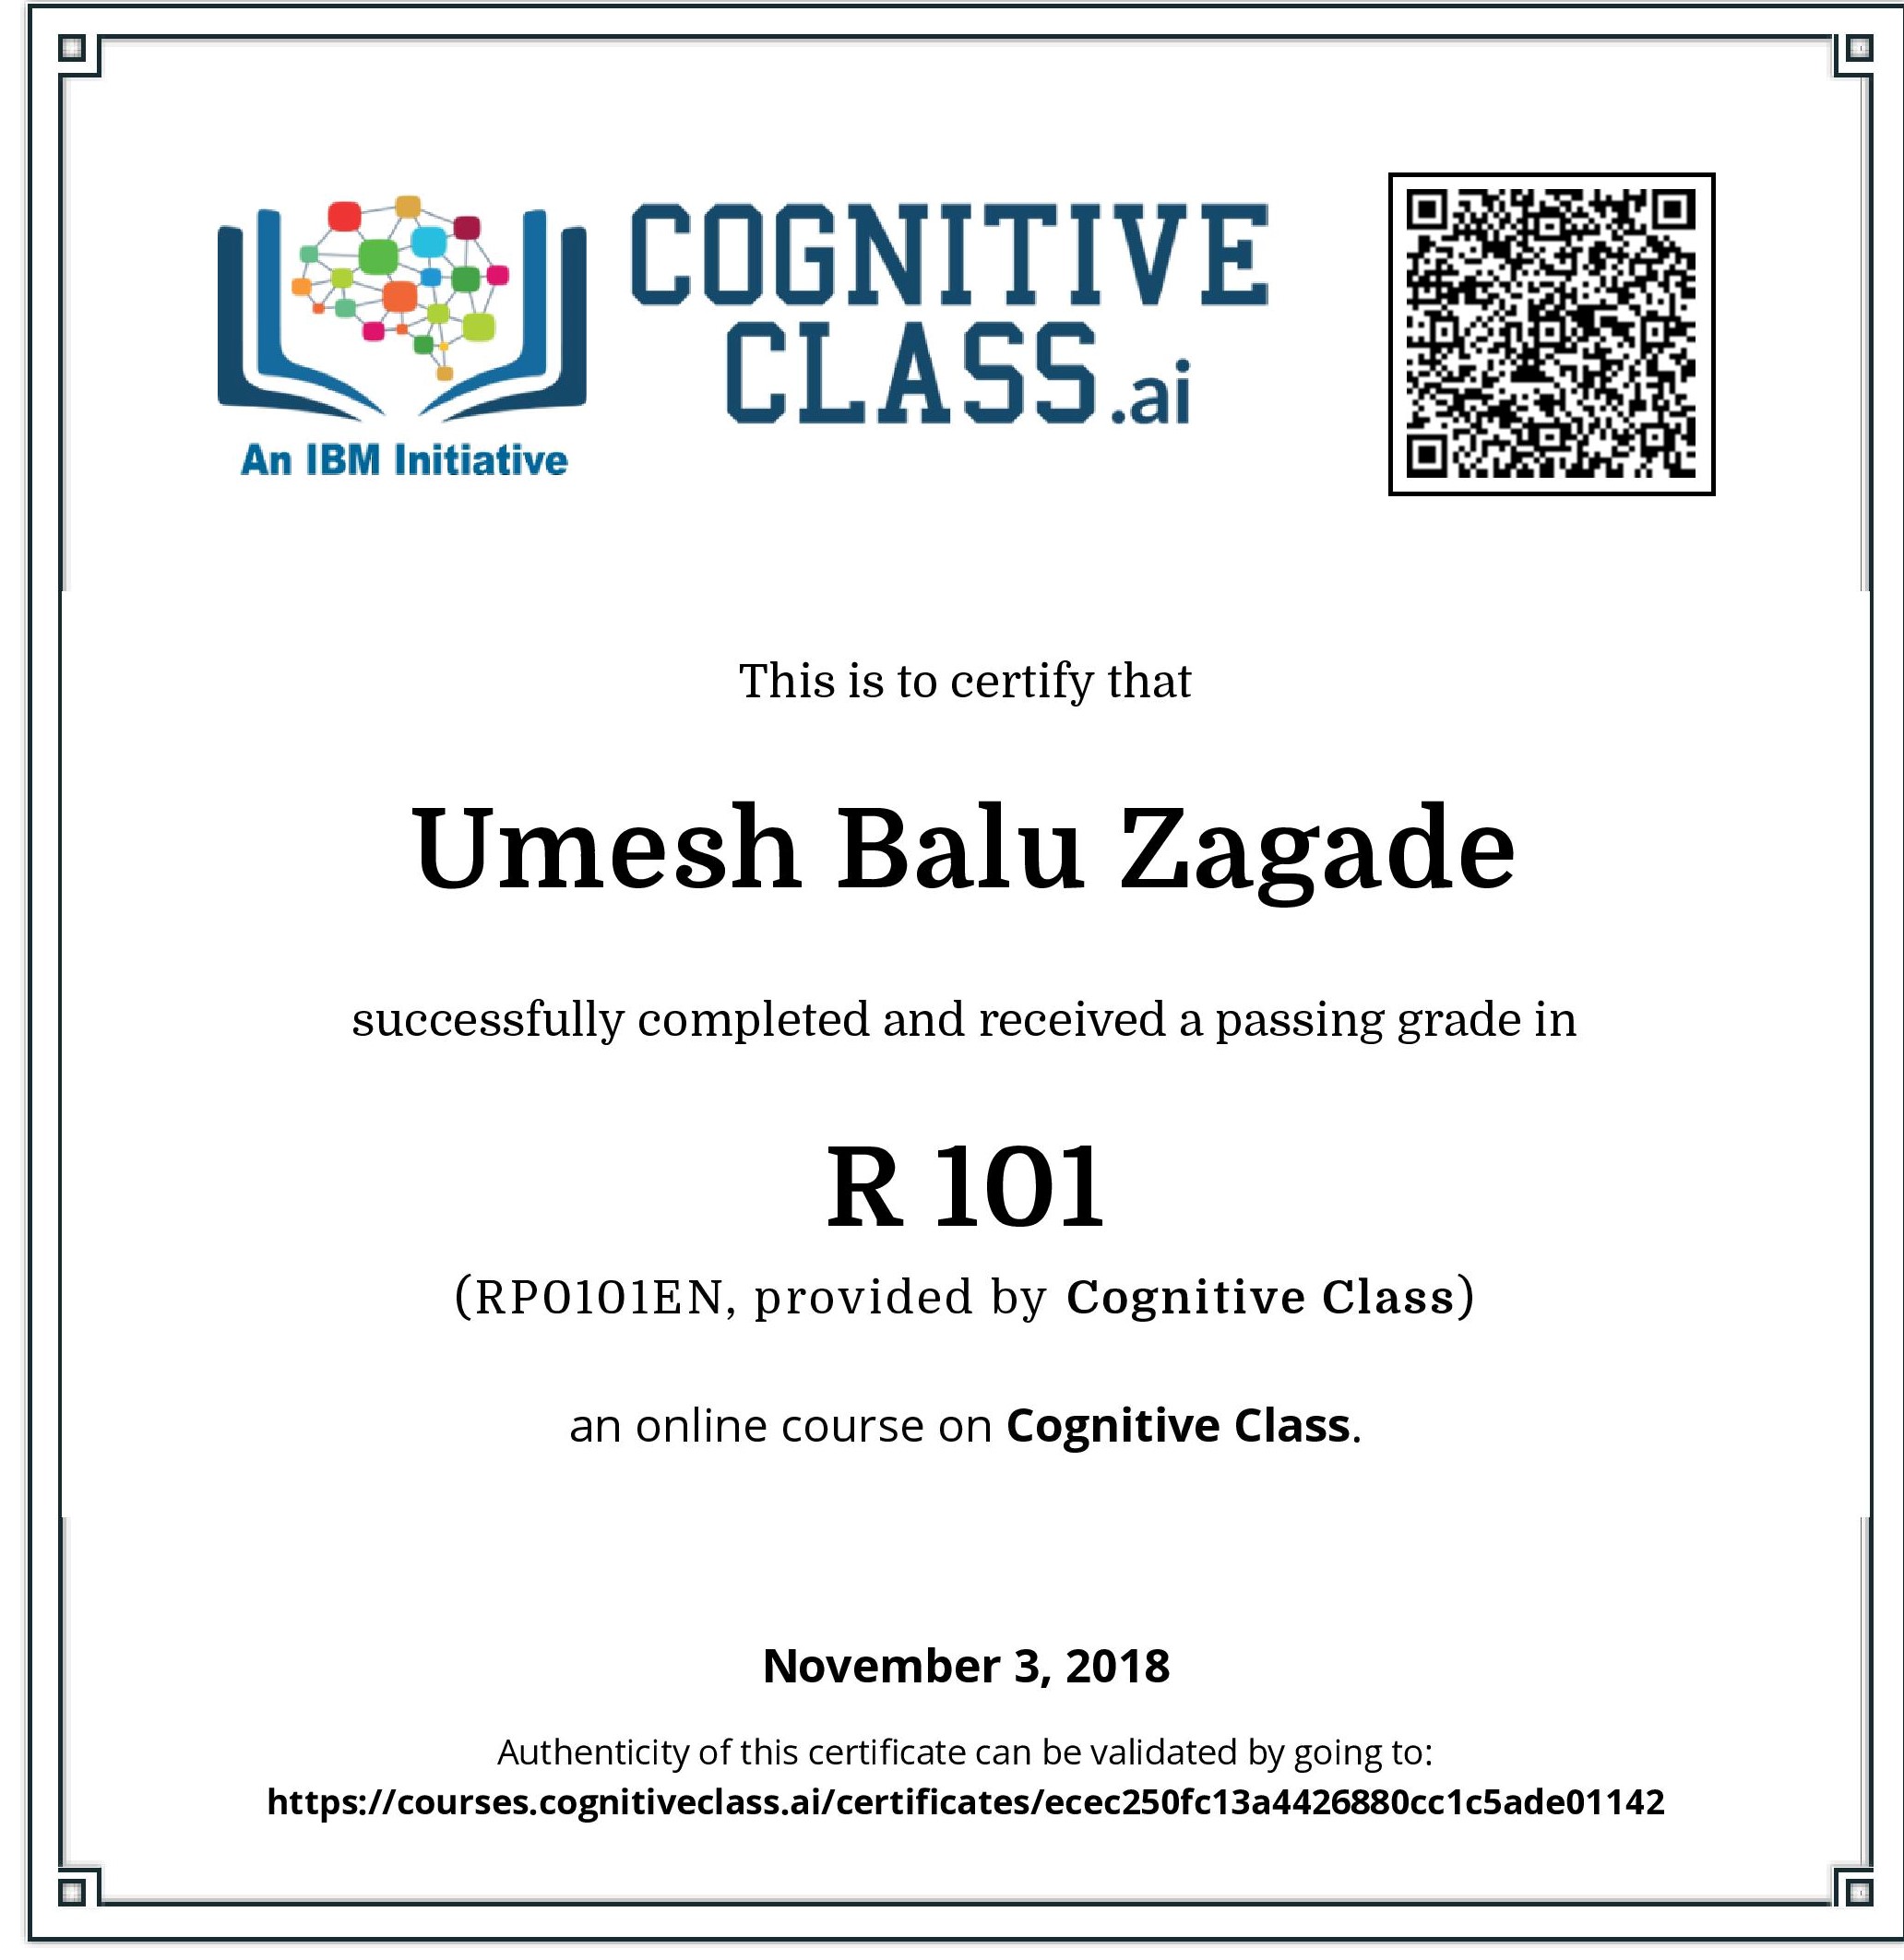 COGNITIVE
CLASS.ai
An IBM Initiative
This is to certify that
Umesh Balu Zagade
successfully completed and received a passing grade in
R 101
(RP0101EN, provided by Cognitive Class)
an online course on Cognitive Class.
November 3, 2018
Authenticity of this certificate can be validated by going to:
https://courses.cognitiveclass.ai/certificates/ecec250fc13a4426880cc1c5ade01142